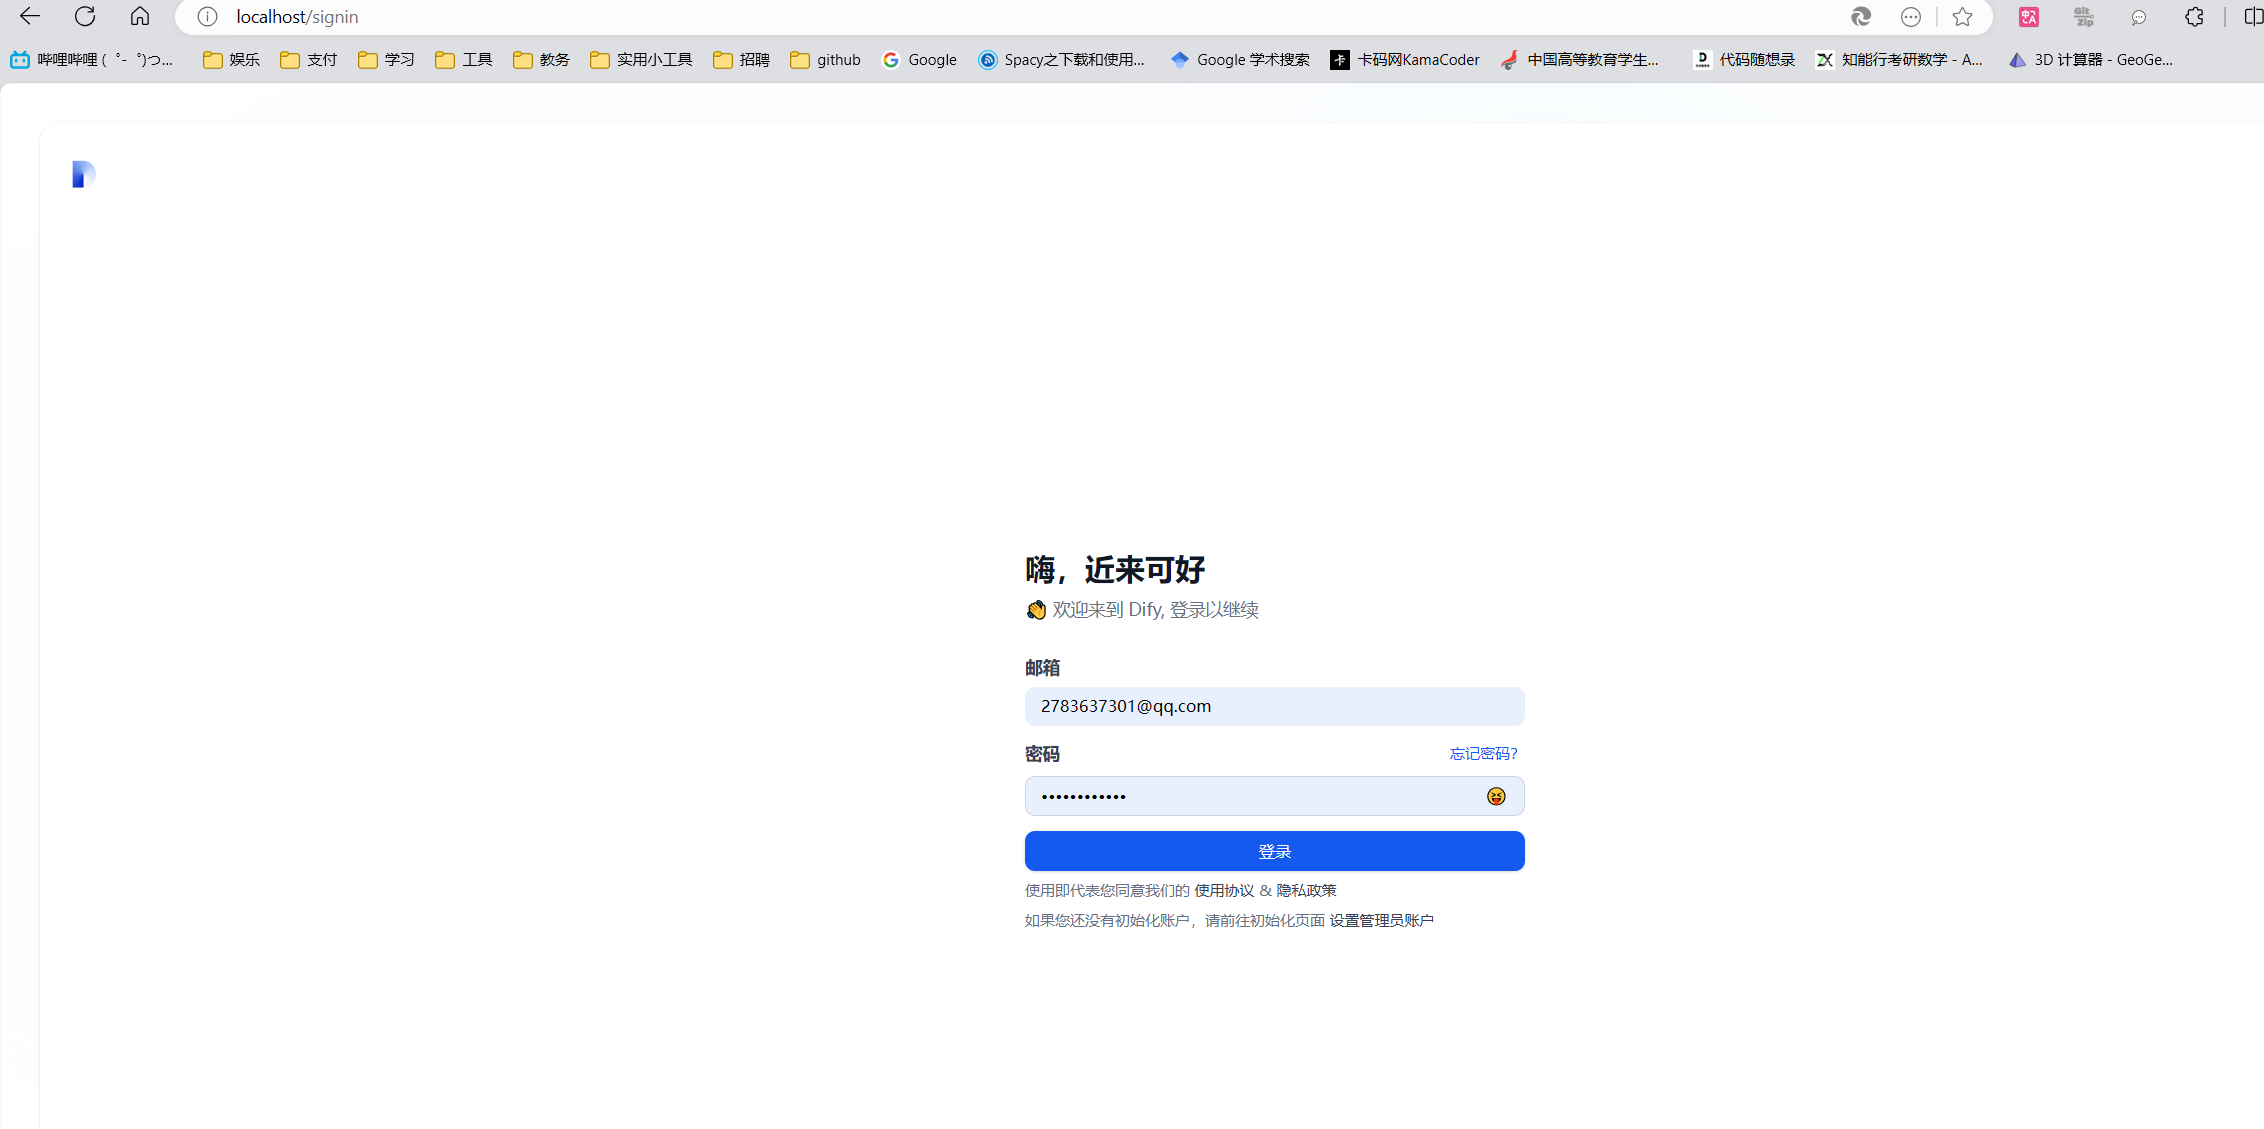 localhost/signin
哔哩哔哩 (゜-゜)つ... 娱乐 支付 学习 工具 教务 实用小工具 招聘 github Google Spacy之下载和使用... Google 学术搜索 卡码网KamaCoder 中国高等教育学生... 代码随想录 知能行考研数学 - A... 3D 计算器 - GeoGe...
嗨，近来可好
👋 欢迎来到 Dify, 登录以继续
邮箱
2783637301@qq.com
密码 忘记密码?
••••••••••••
登录
使用即代表您同意我们的 使用协议 & 隐私政策
如果您还没有初始化账户，请前往初始化页面 设置管理员账户